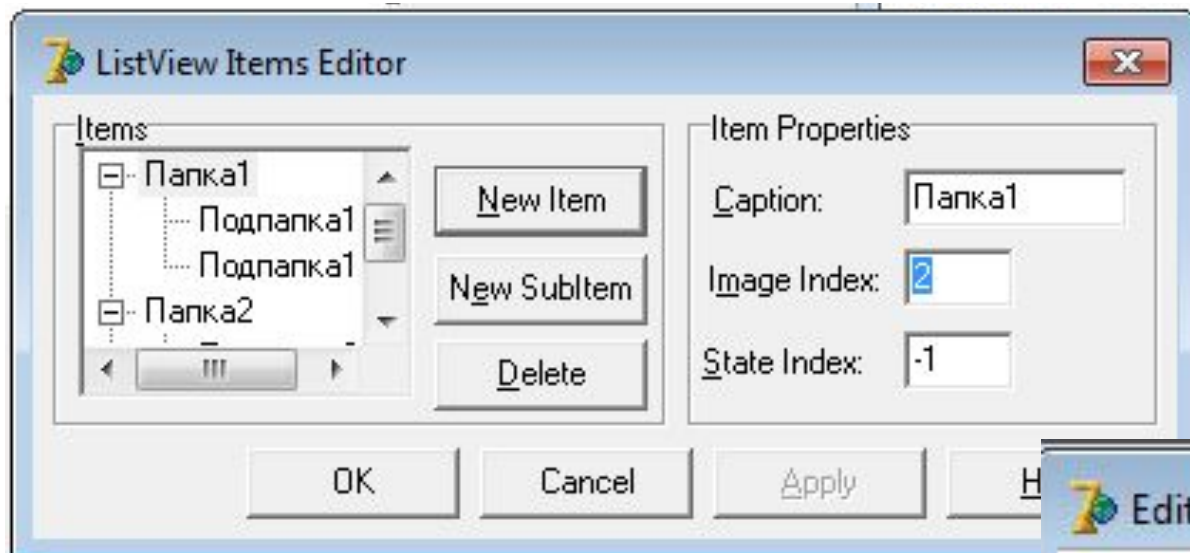 ListView Items Editor
Items
Папка1
Подпапка1
Подпапка1
Папка2
New Item
New SubItem
Delete
Item Properties
Caption: Папка1
Image Index: 2
State Index: -1
OK Cancel Apply